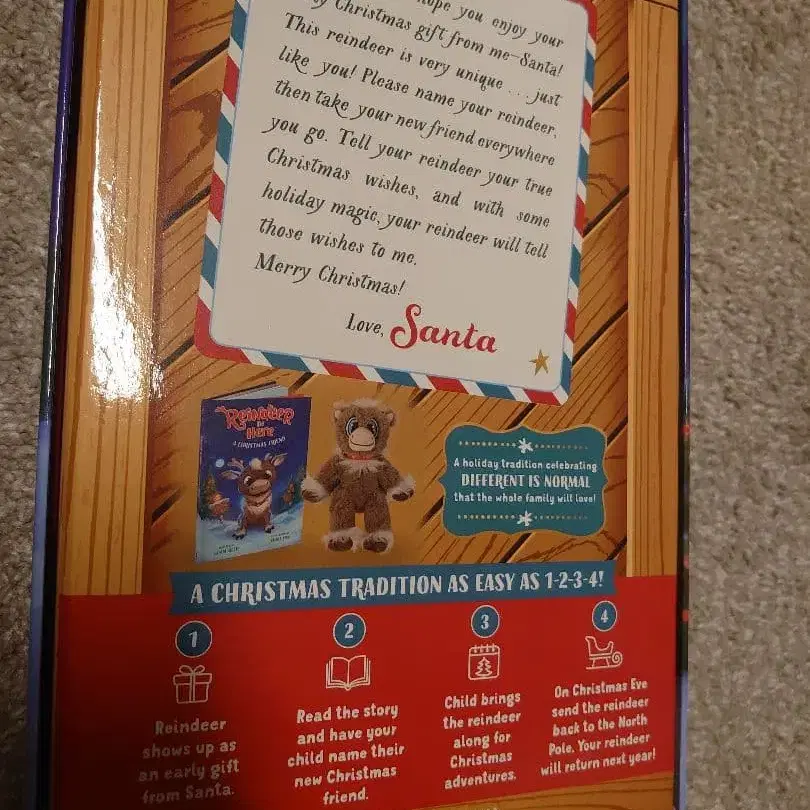 ope you enjoy your
Christmas gift from me—Santa!
This reindeer is very unique . . . just
like you! Please name your reindeer,
then take your new friend everywhere
you go. Tell your reindeer your true
Christmas wishes, and with some
holiday magic, your reindeer will tell
those wishes to me.
Merry Christmas!
Love, Santa
Reindeer
in
Here
A CHRISTMAS FRIEND
A holiday tradition celebrating
DIFFERENT IS NORMAL
that the whole family will love!
A CHRISTMAS TRADITION AS EASY AS 1-2-3-4!
1
Reindeer
shows up as
an early gift
from Santa.
2
Read the story
and have your
child name their
new Christmas
friend.
3
Child brings
the reindeer
along for
Christmas
adventures.
4
On Christmas Eve
send the reindeer
back to the North
Pole. Your reindeer
will return next year!